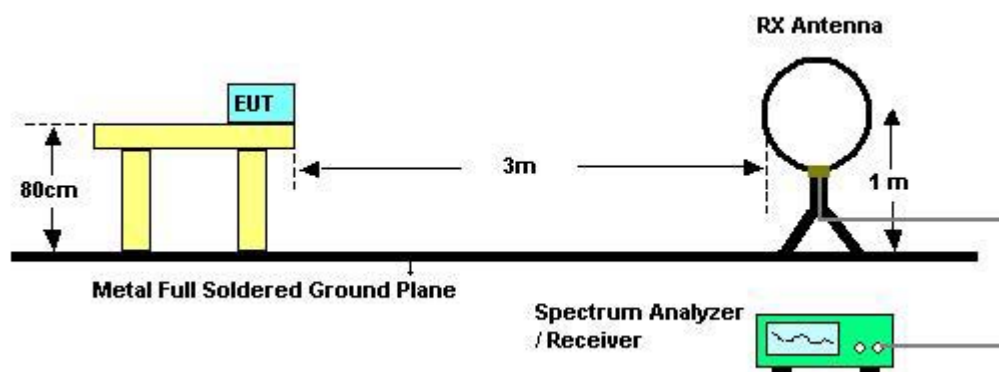 RX Antenna
EUT
3m
80cm
1 m
Metal Full Soldered Ground Plane
Spectrum Analyzer
/ Receiver